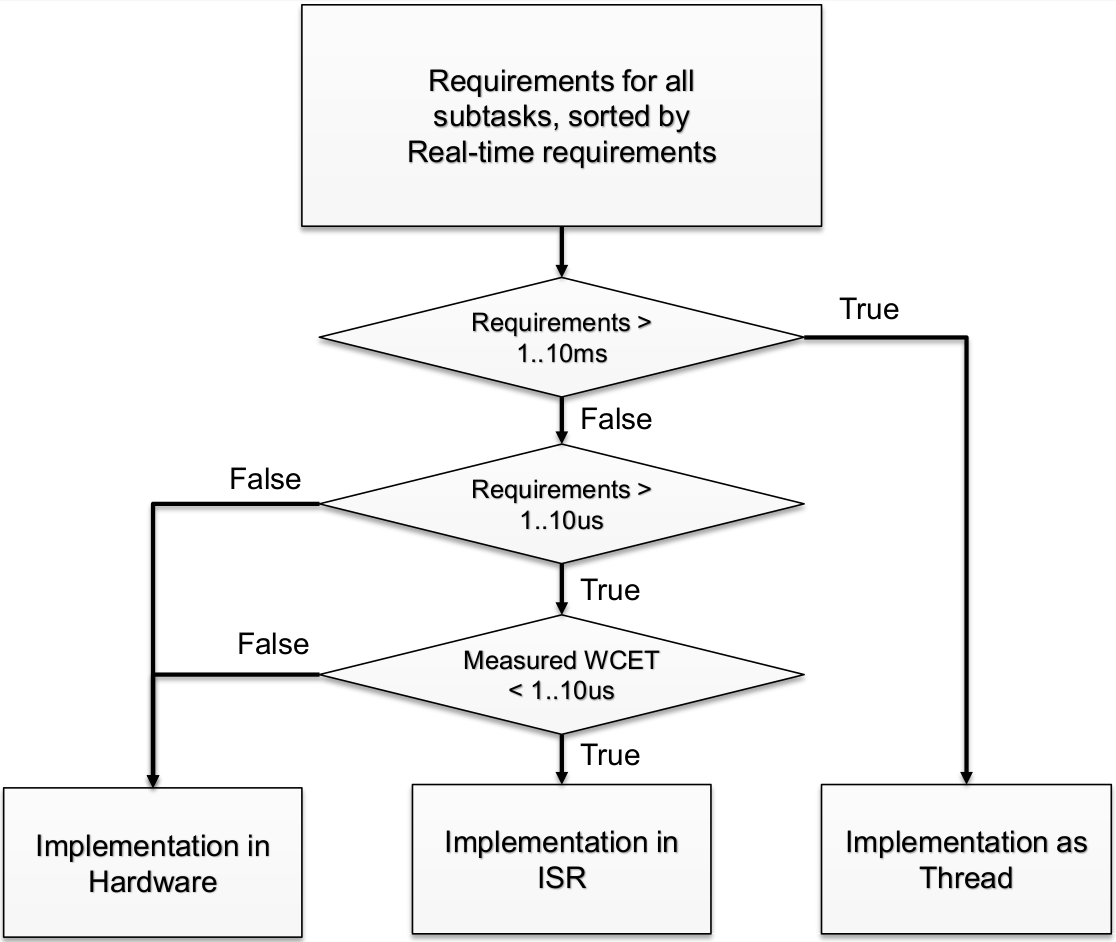 Requirements for all
subtasks, sorted by
Real-time requirements
Requirements >
1..10ms
True
False
Requirements >
1..10us
False
True
Measured WCET
< 1..10us
False
True
Implementation in
Hardware
Implementation in
ISR
Implementation as
Thread